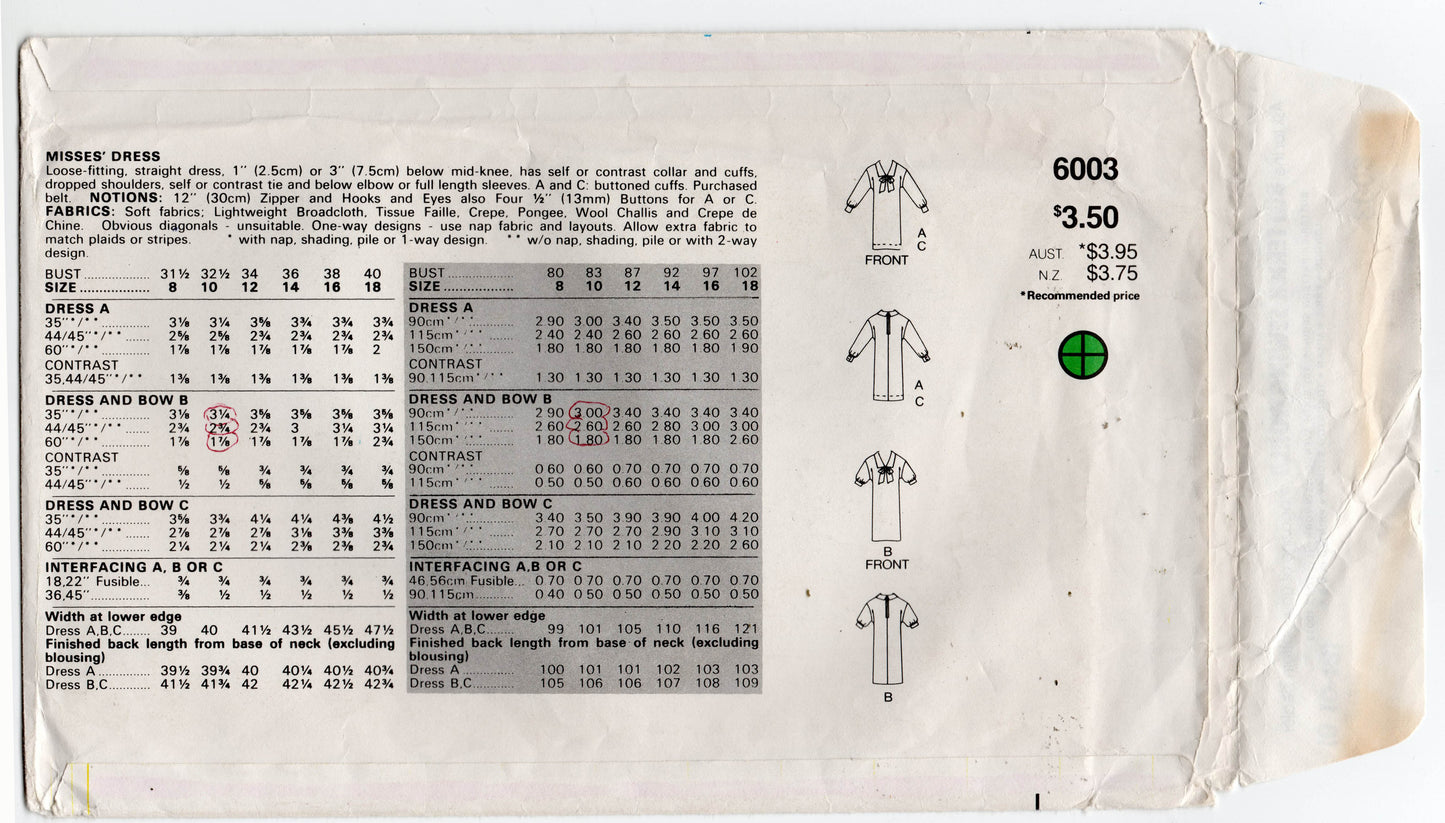 MISSES' DRESS
Loose-fitting, straight dress, 1" (2.5cm) or 3" (7.5cm) below mid-knee, has self or contrast collar and cuffs,
dropped shoulders, self or contrast tie and below elbow or full length sleeves. A and C: buttoned cuffs. Purchased
belt. NOTIONS: 12" (30cm) Zipper and Hooks and Eyes also Four ½" (13mm) Buttons for A or C.
FABRICS: Soft fabrics; Lightweight Broadcloth, Tissue Faille, Crepe, Pongee, Wool Challis and Crepe de
Chine. Obvious diagonals - unsuitable. One-way designs - use nap fabric and layouts. Allow extra fabric to
match plaids or stripes. * with nap, shading, pile or 1-way design. ** w/o nap, shading, pile or with 2-way
design.
BUST 31½ 32½ 34 36 38 40
SIZE 8 10 12 14 16 18
DRESS A
35"*/** 3⅛ 3¼ 3⅝ 3¾ 3¾ 3¾
44/45"*/** 2⅝ 2⅝ 2¾ 2¾ 2¾ 2¾
60"*/** 1⅞ 1⅞ 1⅞ 1⅞ 1⅞ 2
CONTRAST
35,44/45"*/** 1⅜ 1⅜ 1⅜ 1⅜ 1⅜ 1⅜
DRESS AND BOW B
35"*/** 3⅛ 3¼ 3⅝ 3⅝ 3⅝ 3⅝
44/45"*/** 2¾ 2¾ 2¾ 3 3¼ 3¼
60"*/** 1⅞ 1⅞ 1⅞ 1⅞ 1⅞ 2¾
CONTRAST
35"*/** ⅝ ⅝ ¾ ¾ ¾ ¾
44/45"*/** ½ ½ ⅝ ⅝ ⅝ ⅝
DRESS AND BOW C
35"*/** 3⅝ 3¾ 4¼ 4¼ 4⅜ 4½
44/45"*/** 2⅞ 2⅞ 2⅞ 3⅛ 3⅜ 3⅜
60"*/** 2¼ 2¼ 2¼ 2⅜ 2⅜ 2¾
INTERFACING A, B OR C
18,22" Fusible... ¾ ¾ ¾ ¾ ¾ ¾
36,45" ⅜ ½ ½ ½ ½ ½
Width at lower edge
Dress A,B,C 39 40 41½ 43½ 45½ 47½
Finished back length from base of neck (excluding
blousing)
Dress A 39½ 39¾ 40 40¼ 40½ 40¾
Dress B,C 41½ 41¾ 42 42¼ 42½ 42¾
BUST 80 83 87 92 97 102
SIZE 8 10 12 14 16 18
DRESS A
90cm*/** 2.90 3.00 3.40 3.50 3.50 3.50
115cm*/** 2.40 2.40 2.60 2.60 2.60 2.60
150cm*/** 1.80 1.80 1.80 1.80 1.80 1.90
CONTRAST
90,115cm*/** 1.30 1.30 1.30 1.30 1.30 1.30
DRESS AND BOW B
90cm*/** 2.90 3.00 3.40 3.40 3.40 3.40
115cm*/** 2.60 2.60 2.60 2.80 3.00 3.00
150cm*/** 1.80 1.80 1.80 1.80 1.80 2.60
CONTRAST
90cm*/** 0.60 0.60 0.70 0.70 0.70 0.70
115cm*/** 0.50 0.50 0.60 0.60 0.60 0.60
DRESS AND BOW C
90cm*/** 3.40 3.50 3.90 3.90 4.00 4.20
115cm*/** 2.70 2.70 2.70 2.90 3.10 3.10
150cm*/** 2.10 2.10 2.10 2.20 2.20 2.60
INTERFACING A,B OR C
46,56cm Fusible... 0.70 0.70 0.70 0.70 0.70 0.70
90,115cm 0.40 0.50 0.50 0.50 0.50 0.50
Width at lower edge
Dress A,B,C 99 101 105 110 116 121
Finished back length from base of neck (excluding
blousing)
Dress A 100 101 101 102 103 103
Dress B,C 105 106 106 107 108 109
A
C
FRONT
A
C
B
FRONT
B
6003
$3.50
AUST. *$3.95
N.Z. $3.75
*Recommended price